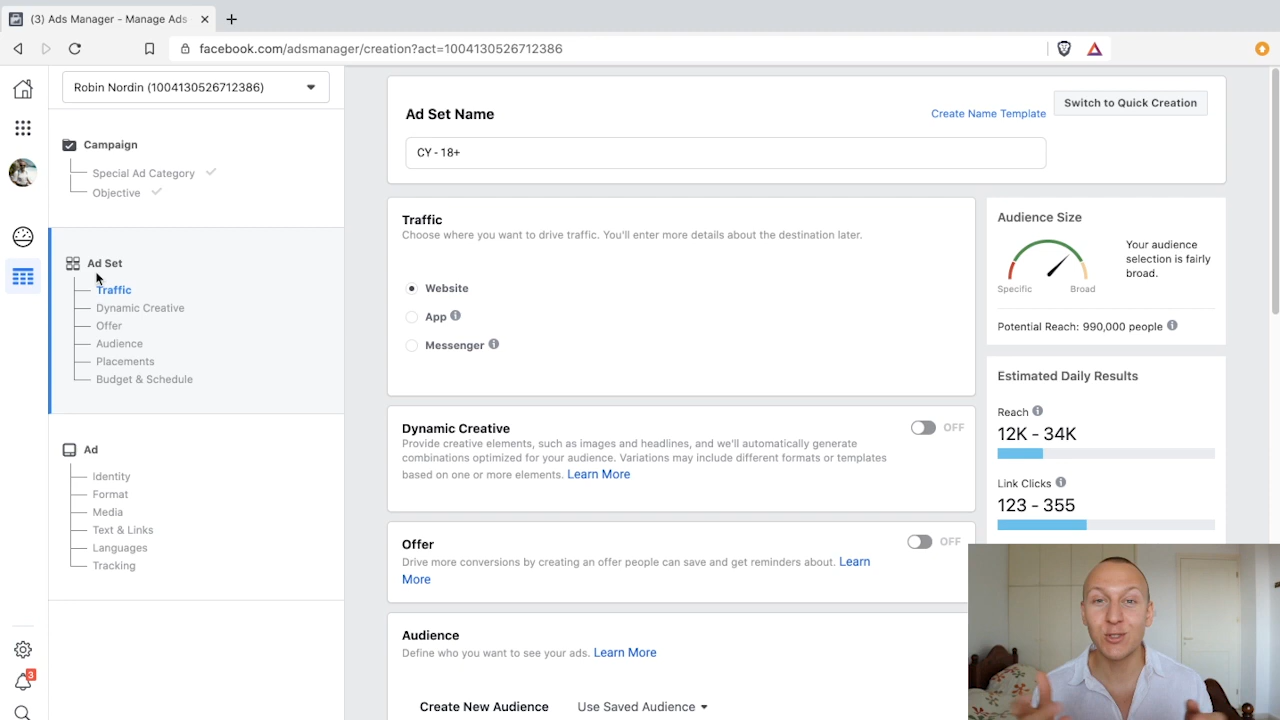 (3) Ads Manager - Manage Ads
facebook.com/adsmanager/creation?act=1004130526712386
Robin Nordin (1004130526712386)
Campaign
Special Ad Category
Objective
Ad Set
Traffic
Dynamic Creative
Offer
Audience
Placements
Budget & Schedule
Ad
Identity
Format
Media
Text & Links
Languages
Tracking
3
Ad Set Name
Create Name Template
Switch to Quick Creation
CY - 18+
Traffic
Choose where you want to drive traffic. You'll enter more details about the destination later.
Website
App
Messenger
Dynamic Creative
OFF
Provide creative elements, such as images and headlines, and we'll automatically generate
combinations optimized for your audience. Variations may include different formats or templates
based on one or more elements. Learn More
Offer
OFF
Drive more conversions by creating an offer people can save and get reminders about. Learn
More
Audience
Define who you want to see your ads. Learn More
Create New Audience
Use Saved Audience
Audience Size
Your audience
selection is fairly
broad.
Specific
Broad
Potential Reach: 990,000 people
Estimated Daily Results
Reach
12K - 34K
Link Clicks
123 - 355